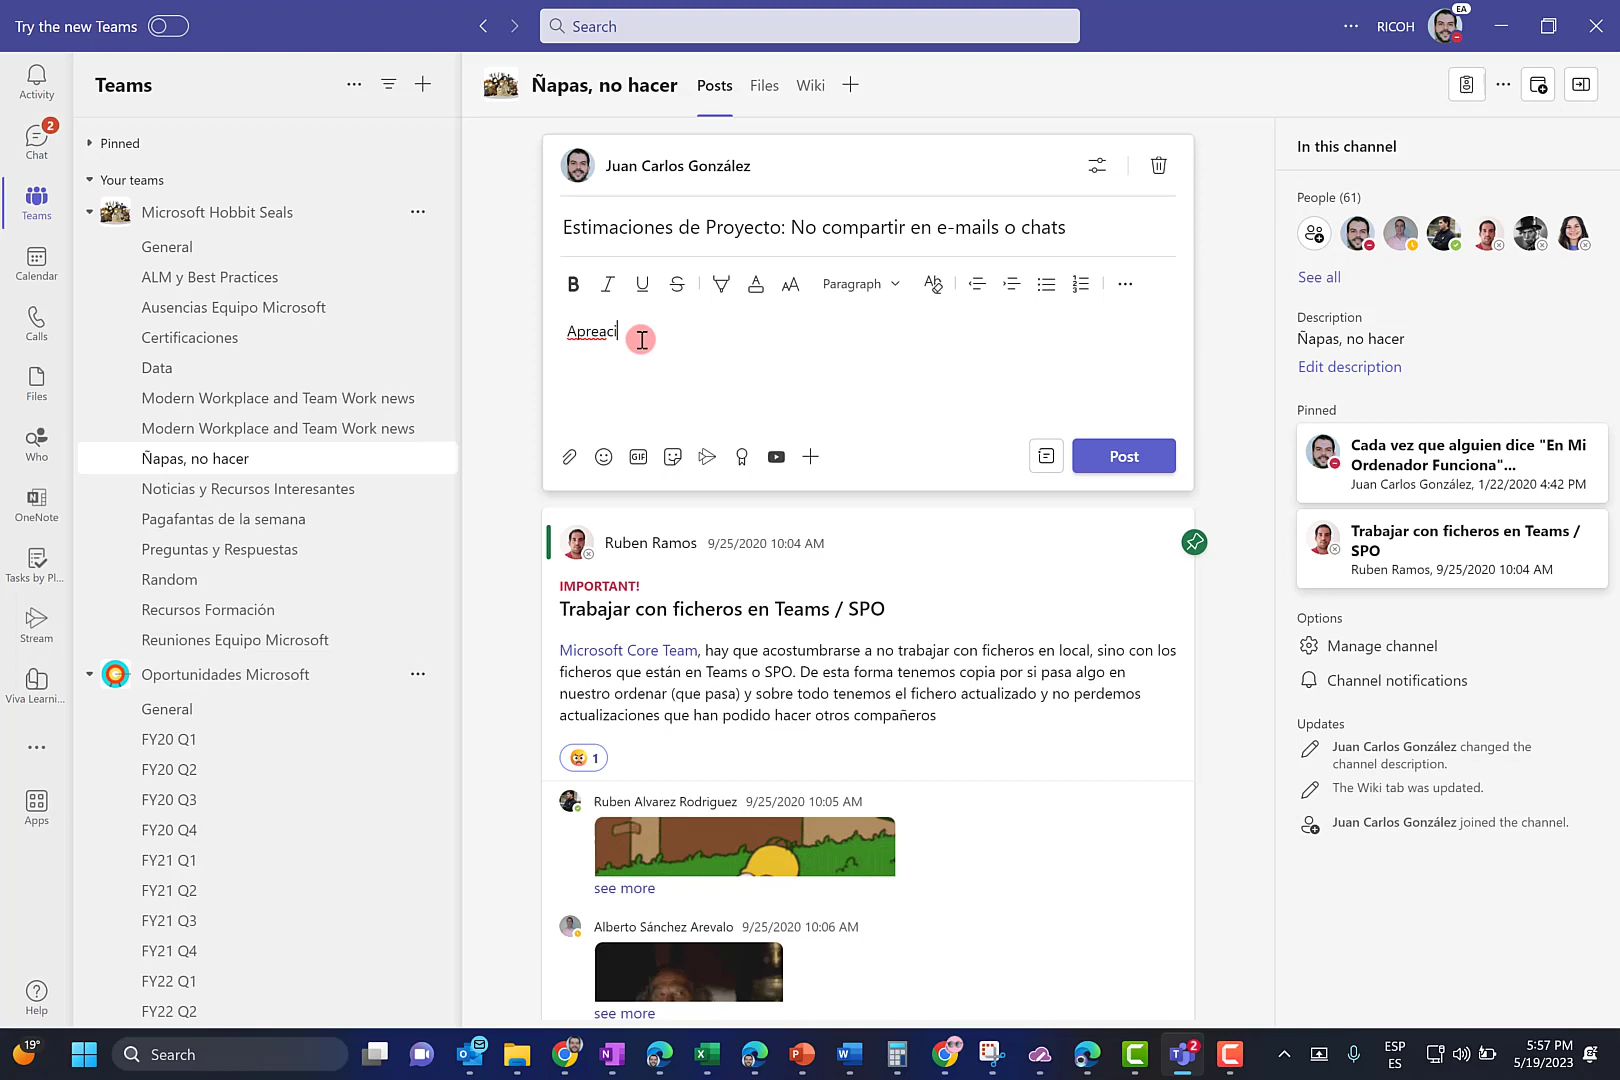 Try the new Teams
Search
RICOH
EA
Activity
Chat
2
Teams
Calendar
Calls
Files
Who
OneNote
Tasks by Pl...
Stream
Viva Learni...
Apps
Help
Teams
Pinned
Your teams
Microsoft Hobbit Seals
General
ALM y Best Practices
Ausencias Equipo Microsoft
Certificaciones
Data
Modern Workplace and Team Work news
Modern Workplace and Team Work news
Ñapas, no hacer
Noticias y Recursos Interesantes
Pagafantas de la semana
Preguntas y Respuestas
Random
Recursos Formación
Reuniones Equipo Microsoft
Oportunidades Microsoft
General
FY20 Q1
FY20 Q2
FY20 Q3
FY20 Q4
FY21 Q1
FY21 Q2
FY21 Q3
FY21 Q4
FY22 Q1
FY22 Q2
Ñapas, no hacer Posts Files Wiki
Juan Carlos González
Estimaciones de Proyecto: No compartir en e-mails o chats
Paragraph
Apreaci
GIF
Post
Ruben Ramos 9/25/2020 10:04 AM
IMPORTANT!
Trabajar con ficheros en Teams / SPO
Microsoft Core Team, hay que acostumbrarse a no trabajar con ficheros en local, sino con los
ficheros que están en Teams o SPO. De esta forma tenemos copia por si pasa algo en
nuestro ordenar (que pasa) y sobre todo tenemos el fichero actualizado y no perdemos
actualizaciones que han podido hacer otros compañeros
1
Ruben Alvarez Rodriguez 9/25/2020 10:05 AM
see more
Alberto Sánchez Arevalo 9/25/2020 10:06 AM
see more
In this channel
People (61)
See all
Description
Ñapas, no hacer
Edit description
Pinned
Cada vez que alguien dice "En Mi
Ordenador Funciona"...
Juan Carlos González, 1/22/2020 4:42 PM
Trabajar con ficheros en Teams /
SPO
Ruben Ramos, 9/25/2020 10:04 AM
Options
Manage channel
Channel notifications
Updates
Juan Carlos González changed the
channel description.
The Wiki tab was updated.
Juan Carlos González joined the channel.
19°
Search
2
ESP
ES
5:57 PM
5/19/2023